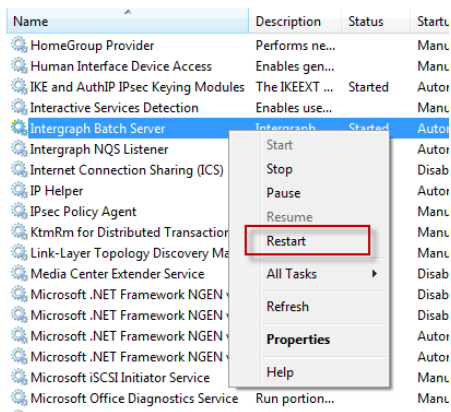 Name Description Status Startu
HomeGroup Provider Performs ne... Manu
Human Interface Device Access Enables gen... Manu
IKE and AuthIP IPsec Keying Modules The IKEEXT ... Started Autor
Interactive Services Detection Enables use... Manu
Intergraph Batch Server Intergraph Started Autor
Intergraph NQS Listener Start Autor
Internet Connection Sharing (ICS) Stop Disab
IP Helper Pause Autor
IPsec Policy Agent Resume Manu
KtmRm for Distributed Transaction Restart Manu
Link-Layer Topology Discovery Ma Manu
Media Center Extender Service All Tasks Disab
Microsoft .NET Framework NGEN Disab
Microsoft .NET Framework NGEN Refresh Disab
Microsoft .NET Framework NGEN Properties Autor
Microsoft .NET Framework NGEN Autor
Microsoft iSCSI Initiator Service Help Manu
Microsoft Office Diagnostics Service Run portion... Manu